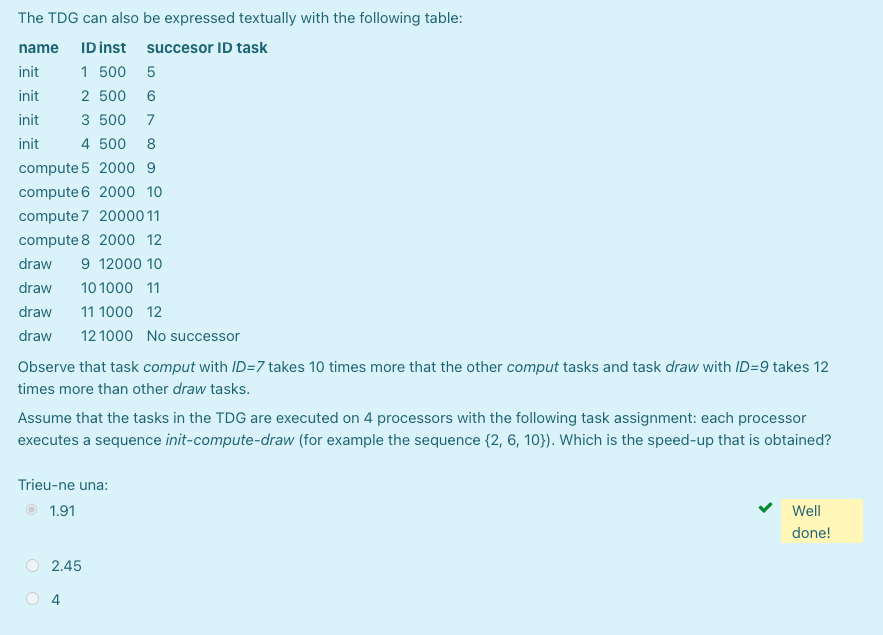 The TDG can also be expressed textually with the following table:
name ID inst succesor ID task
init 1 500 5
init 2 500 6
init 3 500 7
init 4 500 8
compute 5 2000 9
compute 6 2000 10
compute 7 20000 11
compute 8 2000 12
draw 9 12000 10
draw 10 1000 11
draw 11 1000 12
draw 12 1000 No successor
Observe that task comput with ID=7 takes 10 times more that the other comput tasks and task draw with ID=9 takes 12
times more than other draw tasks.
Assume that the tasks in the TDG are executed on 4 processors with the following task assignment: each processor
executes a sequence init-compute-draw (for example the sequence {2, 6, 10}). Which is the speed-up that is obtained?
Trieu-ne una:
1.91
Well
done!
2.45
4